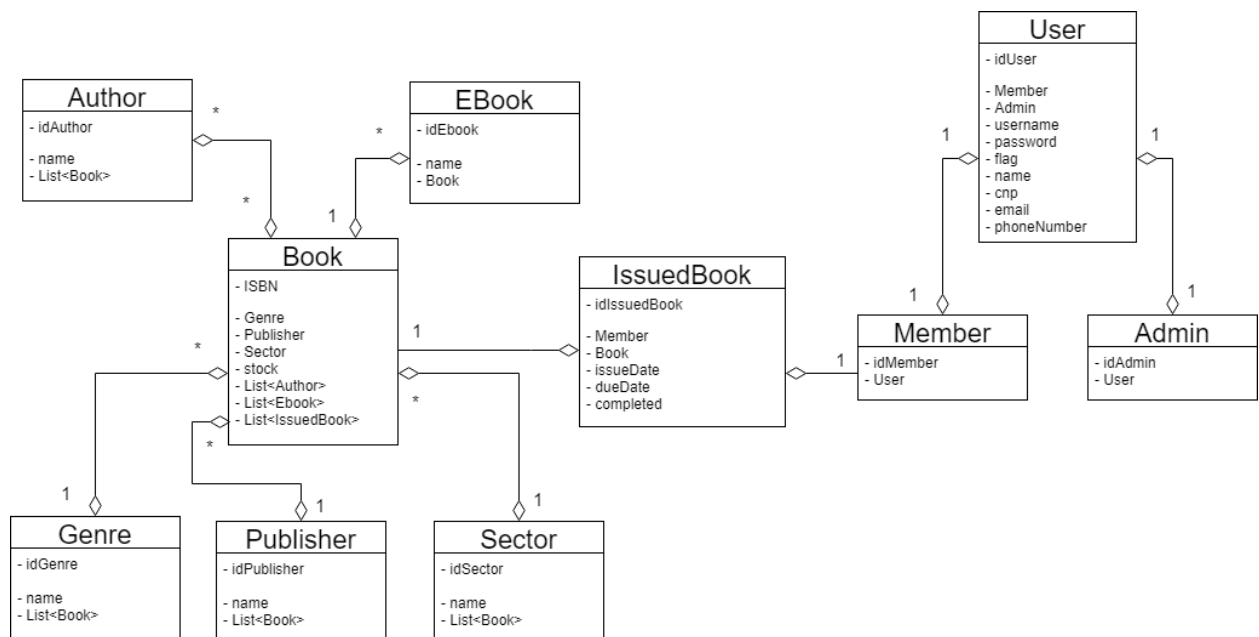 User
- idUser
- Member
- Admin
- username
- password
- flag
- name
- cnp
- email
- phoneNumber
Author
- idAuthor
- name
- List<Book>
*
*
EBook
- idEbook
- name
- Book
*
1
1
1
Book
- ISBN
- Genre
- Publisher
- Sector
- stock
- List<Author>
- List<Ebook>
- List<IssuedBook>
IssuedBook
- idIssuedBook
- Member
- Book
- issueDate
- dueDate
- completed
1
1
1
1
Member
- idMember
- User
Admin
- idAdmin
- User
*
*
*
1
1
1
Genre
- idGenre
- name
- List<Book>
Publisher
- idPublisher
- name
- List<Book>
Sector
- idSector
- name
- List<Book>